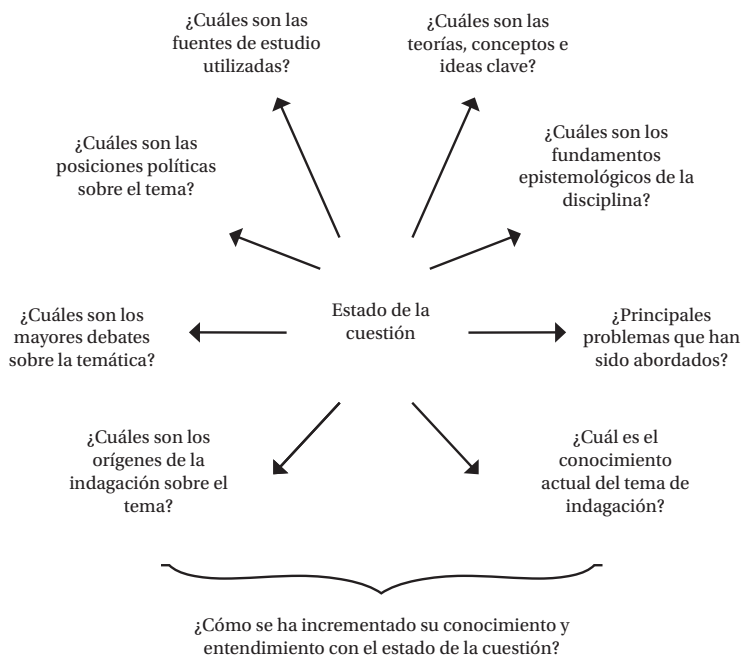 ¿Cuáles son las
fuentes de estudio
utilizadas?
¿Cuáles son las
teorías, conceptos e
ideas clave?
¿Cuáles son las
posiciones políticas
sobre el tema?
¿Cuáles son los
fundamentos
epistemológicos de la
disciplina?
¿Cuáles son los
mayores debates
sobre la temática?
Estado de la
cuestión
¿Principales
problemas que han
sido abordados?
¿Cuáles son los
orígenes de la
indagación sobre el
tema?
¿Cuál es el
conocimiento
actual del tema de
indagación?
¿Cómo se ha incrementado su conocimiento y
entendimiento con el estado de la cuestión?